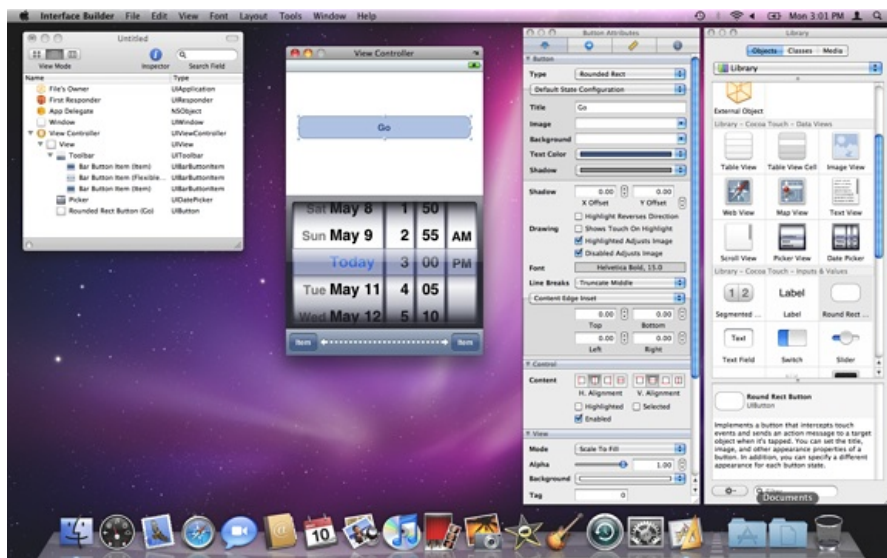 Interface Builder File Edit View Font Layout Tools Window Help
Mon 3:01 PM
Untitled
View Mode Inspector Search Field
Name Type
File's Owner UIApplication
First Responder UIResponder
App Delegate NSObject
Window UIWindow
View Controller UIViewController
View UIView
Toolbar UIToolbar
Bar Button Item (Item) UIBarButtonItem
Bar Button Item (Flexible... UIBarButtonItem
Bar Button Item (Item) UIBarButtonItem
Picker UIDatePicker
Rounded Rect Button (Go) UIButton
View Controller
Go
Sat May 8 1 50
Sun May 9 2 55 AM
Today 3 00 PM
Tue May 11 4 05
Wed May 12 5 10
Item Item
Button Attributes
Button
Type Rounded Rect
Default State Configuration
Title Go
Image
Background
Text Color
Shadow
Shadow 0.00 0.00
X Offset Y Offset
Highlight Reverses Direction
Drawing Shows Touch On Highlight
Highlighted Adjusts Image
Disabled Adjusts Image
Font Helvetica Bold, 15.0
Line Breaks Truncate Middle
Content Edge Inset
0.00 0.00
Top Bottom
0.00 0.00
Left Right
Control
Content
H. Alignment V. Alignment
Highlighted Selected
Enabled
View
Mode Scale To Fill
Alpha 1.00
Background
Tag 0
Library
Objects Classes Media
Library
External Object
Library - Cocoa Touch - Data Views
Table View Table View Cell Image View
Web View Map View Text View
Scroll View Picker View Date Picker
Library - Cocoa Touch - Inputs & Values
1 2 Label
Segmented ... Label Round Rect ...
Text
Text Field Switch Slider
Round Rect Button
UIButton
Implements a button that intercepts touch
events and sends an action message to a target
object when it's tapped. You can set the title,
image, and other appearance properties of a
button. In addition, you can specify a different
appearance for each button state.
Documents
10